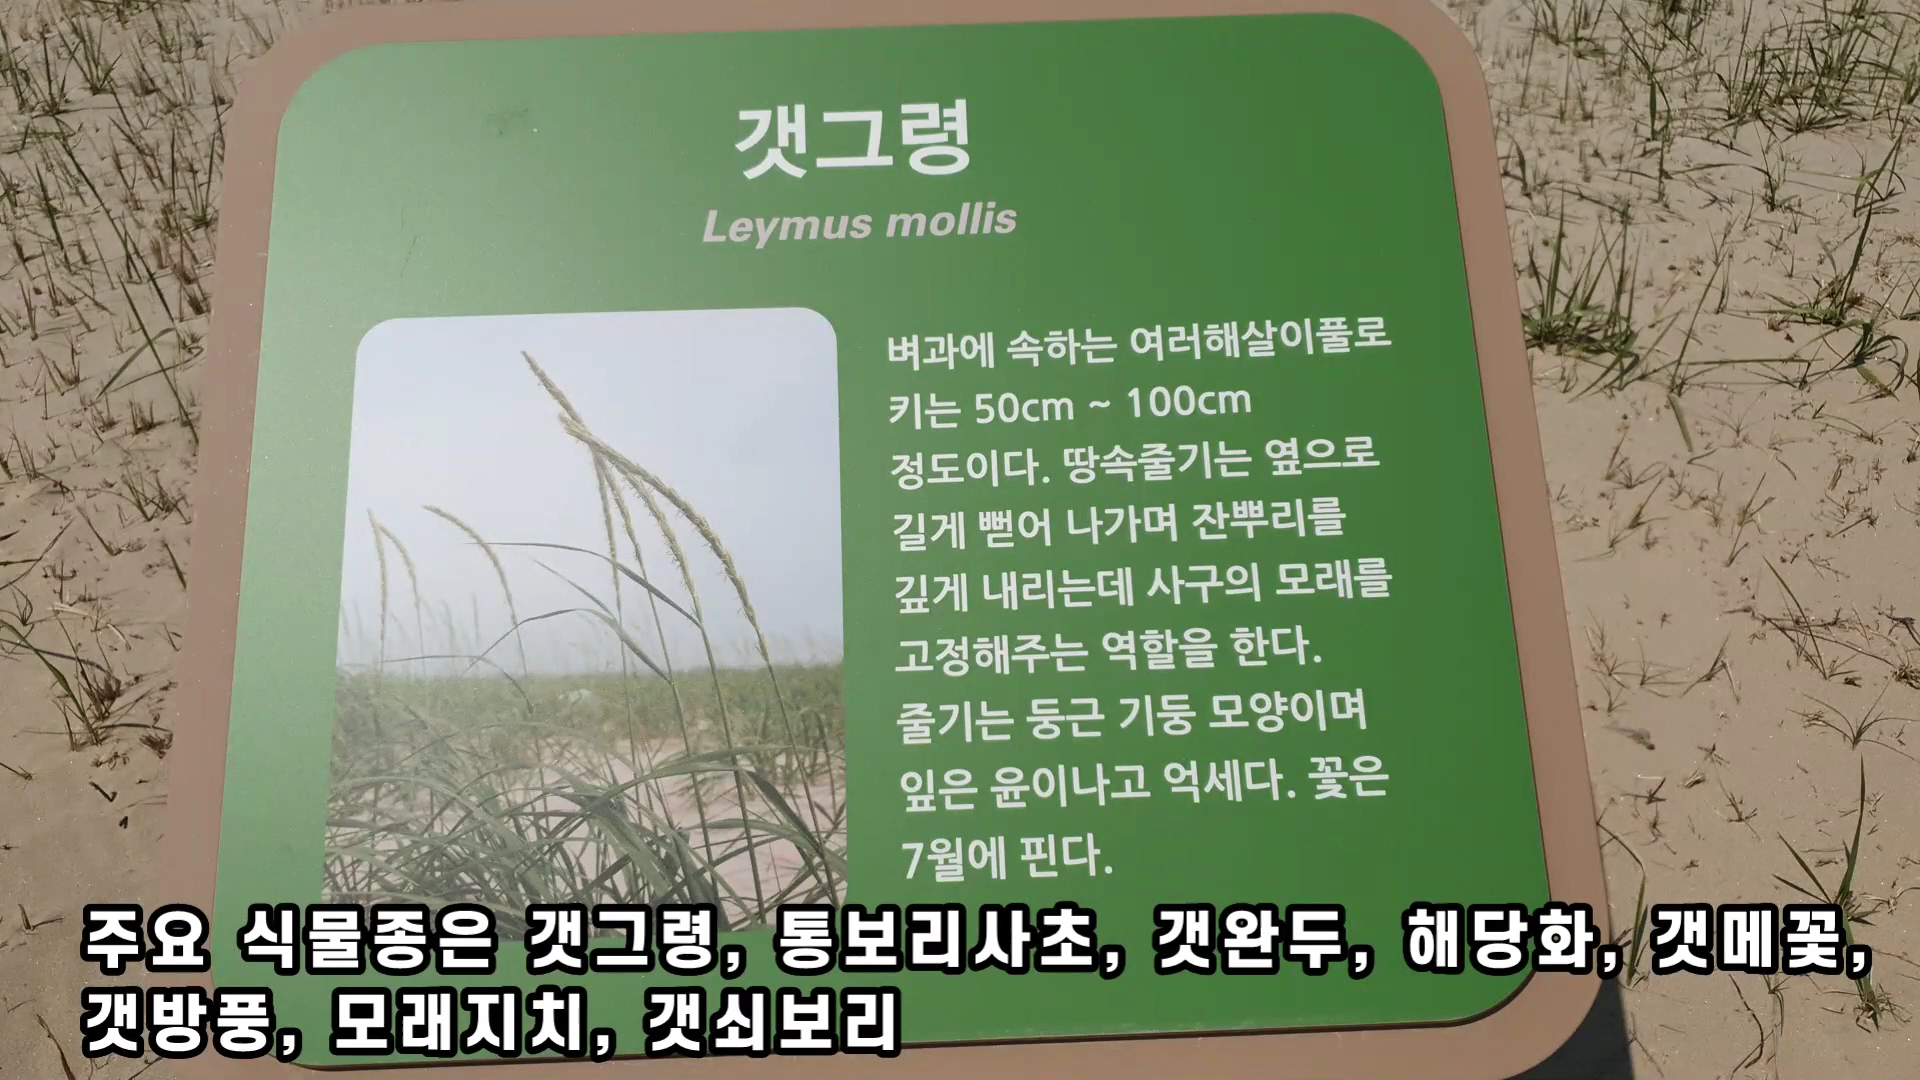 갯그령
Leymus mollis
벼과에 속하는 여러해살이풀로
키는 50cm ~ 100cm
정도이다. 땅속줄기는 옆으로
길게 뻗어 나가며 잔뿌리를
깊게 내리는데 사구의 모래를
고정해주는 역할을 한다.
줄기는 둥근 기둥 모양이며
잎은 윤이나고 억세다. 꽃은
7월에 핀다.
주요 식물종은 갯그령, 통보리사초, 갯완두, 해당화, 갯메꽃,
갯방풍, 모래지치, 갯쇠보리